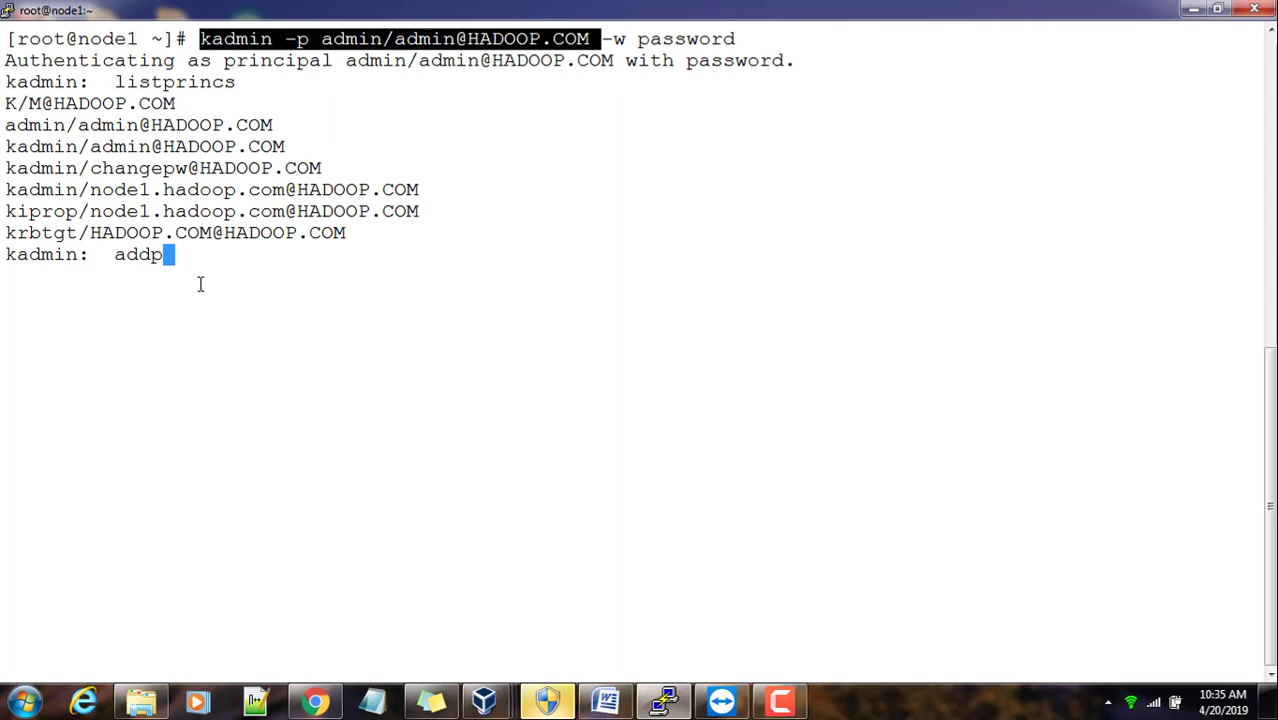 root@node1:~
[root@node1 ~]# kadmin -p admin/admin@HADOOP.COM -w password
Authenticating as principal admin/admin@HADOOP.COM with password.
kadmin:  listprincs
K/M@HADOOP.COM
admin/admin@HADOOP.COM
kadmin/admin@HADOOP.COM
kadmin/changepw@HADOOP.COM
kadmin/node1.hadoop.com@HADOOP.COM
kiprop/node1.hadoop.com@HADOOP.COM
krbtgt/HADOOP.COM@HADOOP.COM
kadmin:  addp
10:35 AM
4/20/2019